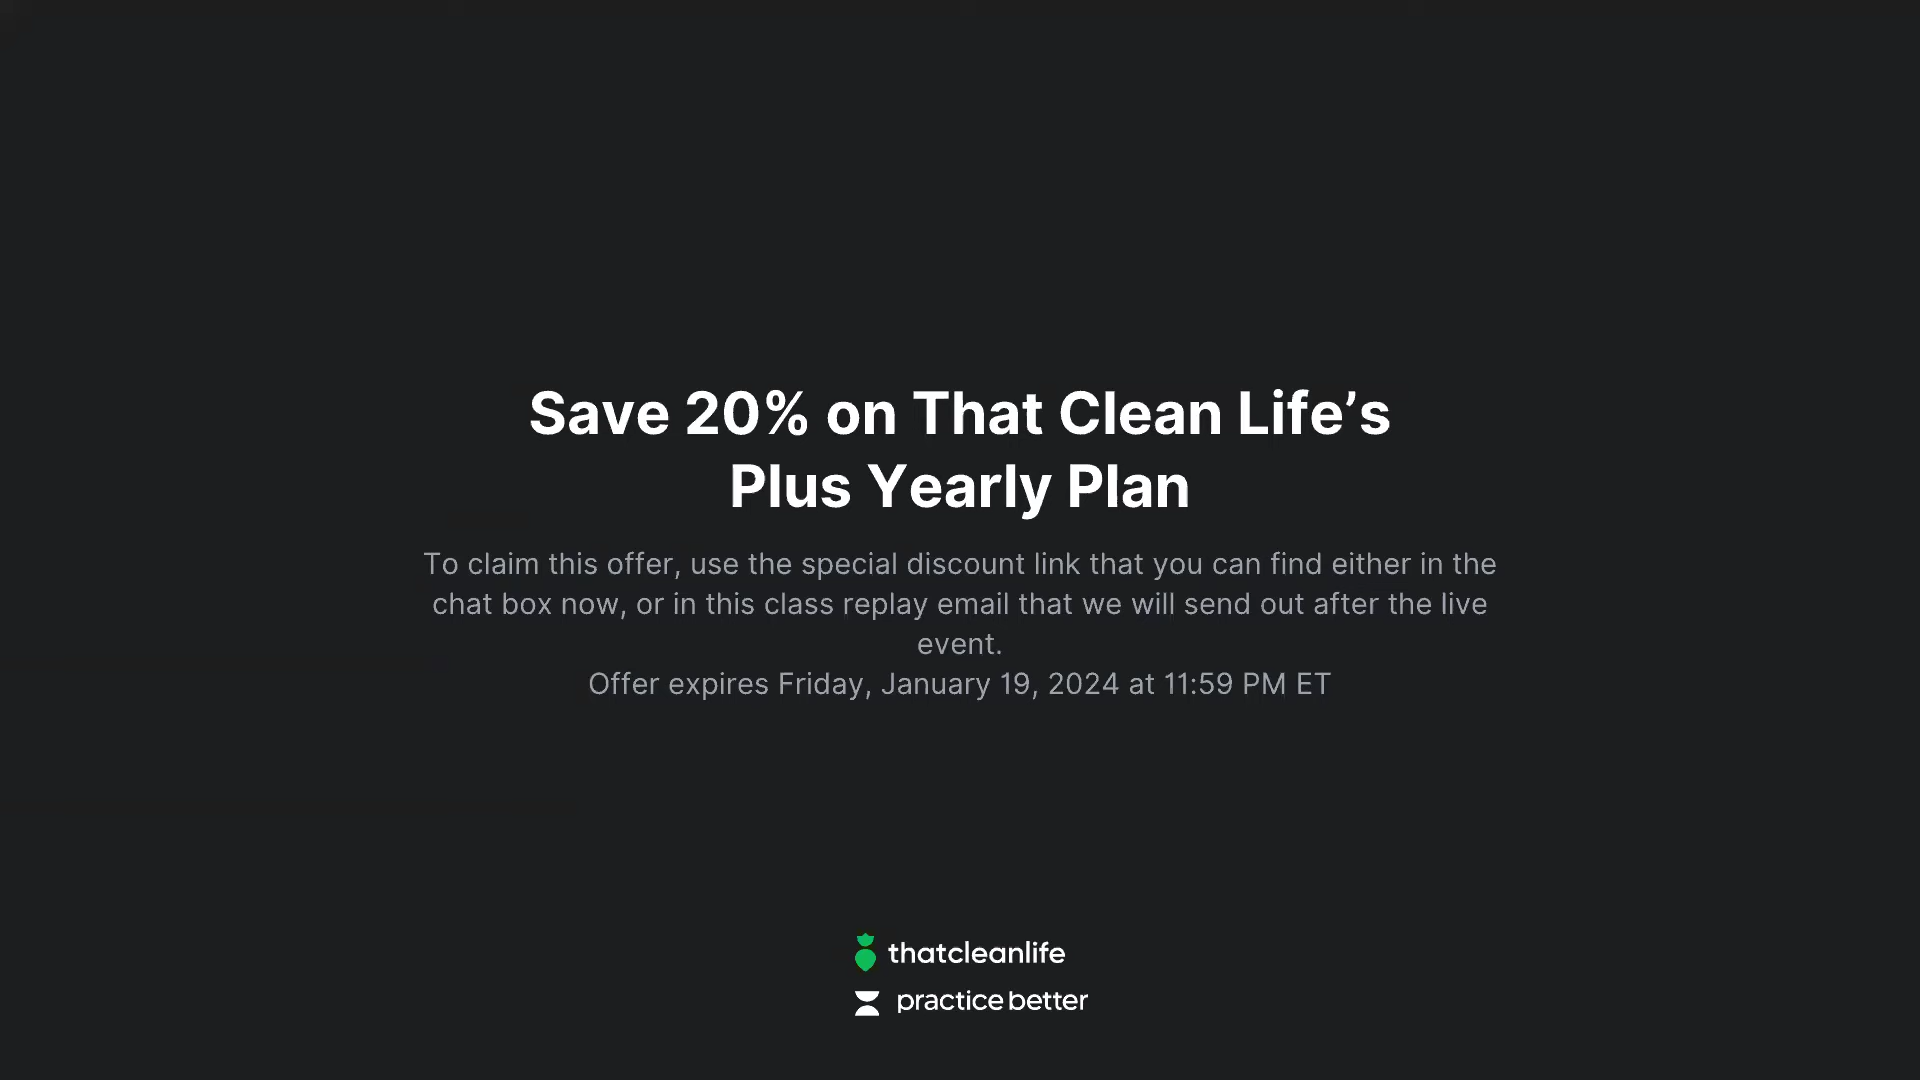 Save 20% on That Clean Life’s
Plus Yearly Plan
To claim this offer, use the special discount link that you can find either in the
chat box now, or in this class replay email that we will send out after the live
event.
Offer expires Friday, January 19, 2024 at 11:59 PM ET
thatcleanlife
practice better